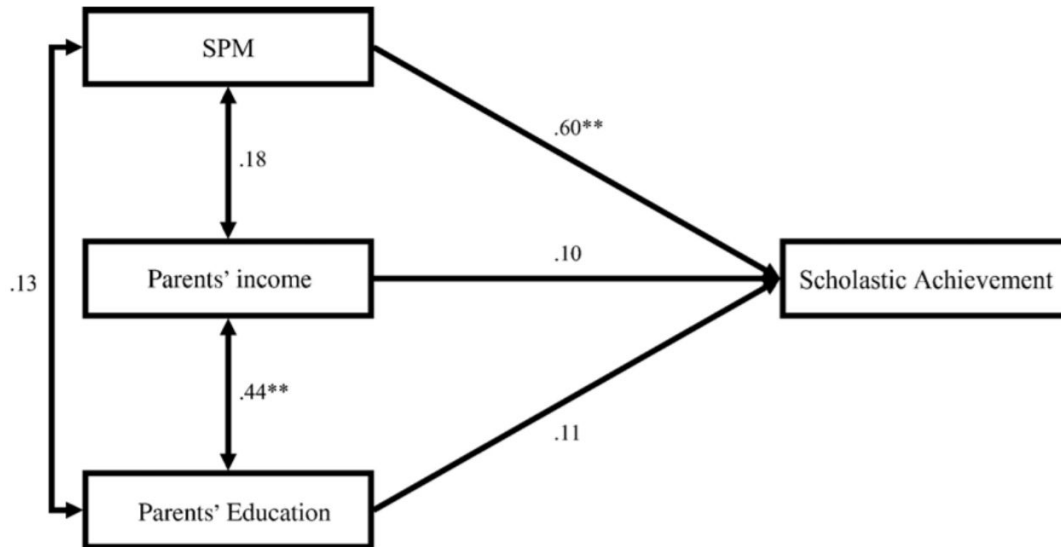 SPM
.60**
.18
.13
Parents' income
.10
Scholastic Achievement
.44**
.11
Parents' Education